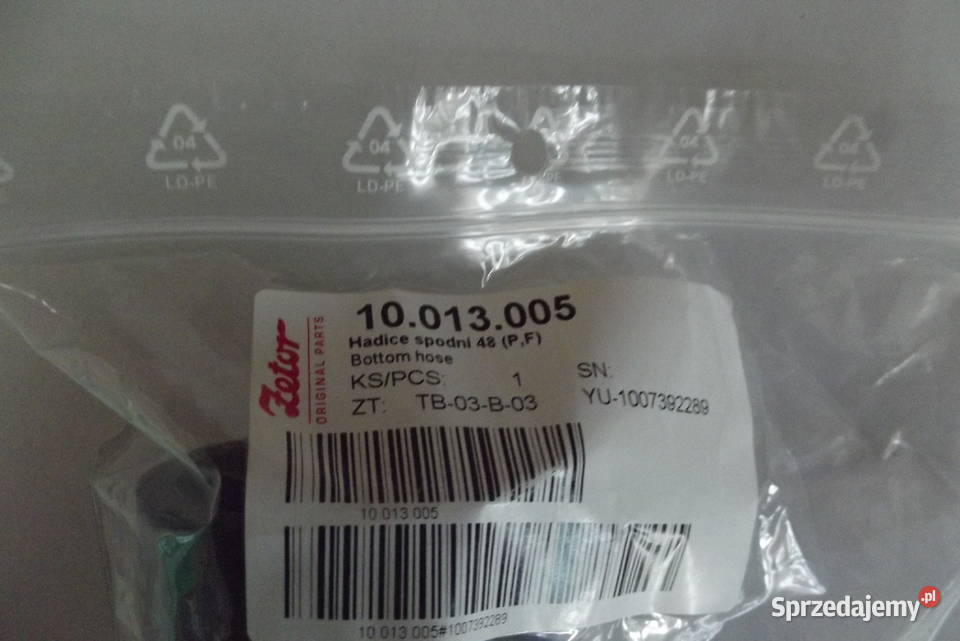 04 04 04 04
LD-PE LD-PE PE LD-PE LD-PE
Zetor
ORIGINAL PARTS
10.013.005
Hadice spodní 48 (P,F)
Bottom hose
KS/PCS: 1 SN:
ZT: TB-03-B-03 YU-1007392289
10 013 005
10 013 005#1007392289
Sprzedajemy.pl